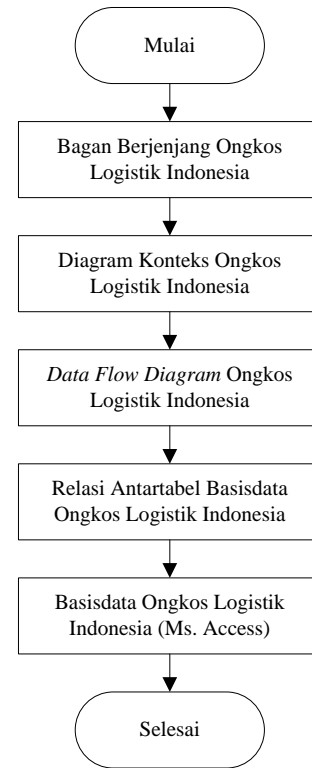 Mulai
Bagan Berjenjang Ongkos
Logistik Indonesia
Diagram Konteks Ongkos
Logistik Indonesia
Data Flow Diagram Ongkos
Logistik Indonesia
Relasi Antartabel Basisdata
Ongkos Logistik Indonesia
Basisdata Ongkos Logistik
Indonesia (Ms. Access)
Selesai